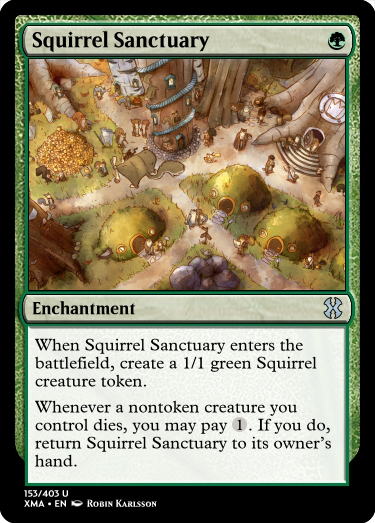 Squirrel Sanctuary
Enchantment
When Squirrel Sanctuary enters the
battlefield, create a 1/1 green Squirrel
creature token.
Whenever a nontoken creature you
control dies, you may pay 1. If you do,
return Squirrel Sanctuary to its owner's
hand.
153/403 U
XMA • EN Robin Karlsson